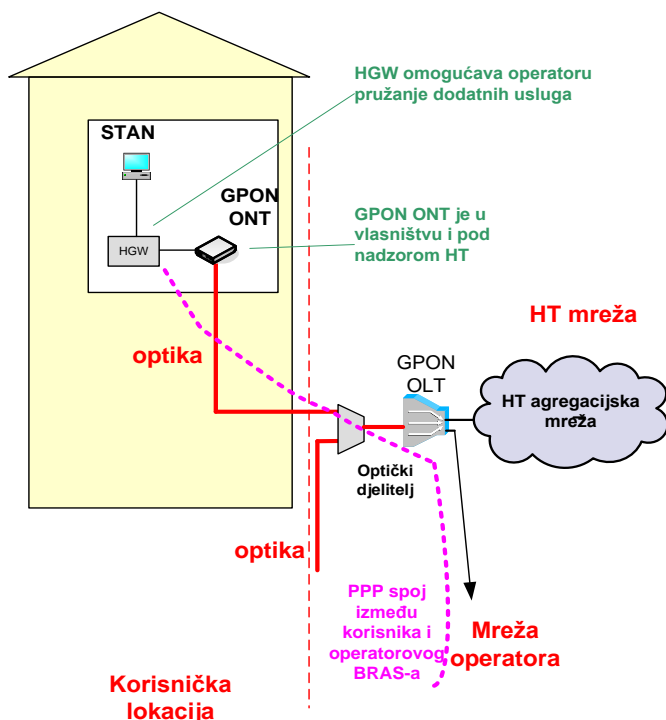 HGW omogućava operatoru
pružanje dodatnih usluga
STAN
GPON
ONT
HGW
GPON ONT je u
vlasništvu i pod
nadzorom HT
HT mreža
optika
GPON
OLT
HT agregacijska
mreža
Optički
djelitelj
optika
PPP spoj
između
korisnika i
operatorovog
BRAS-a
Mreža
operatora
Korisnička
lokacija